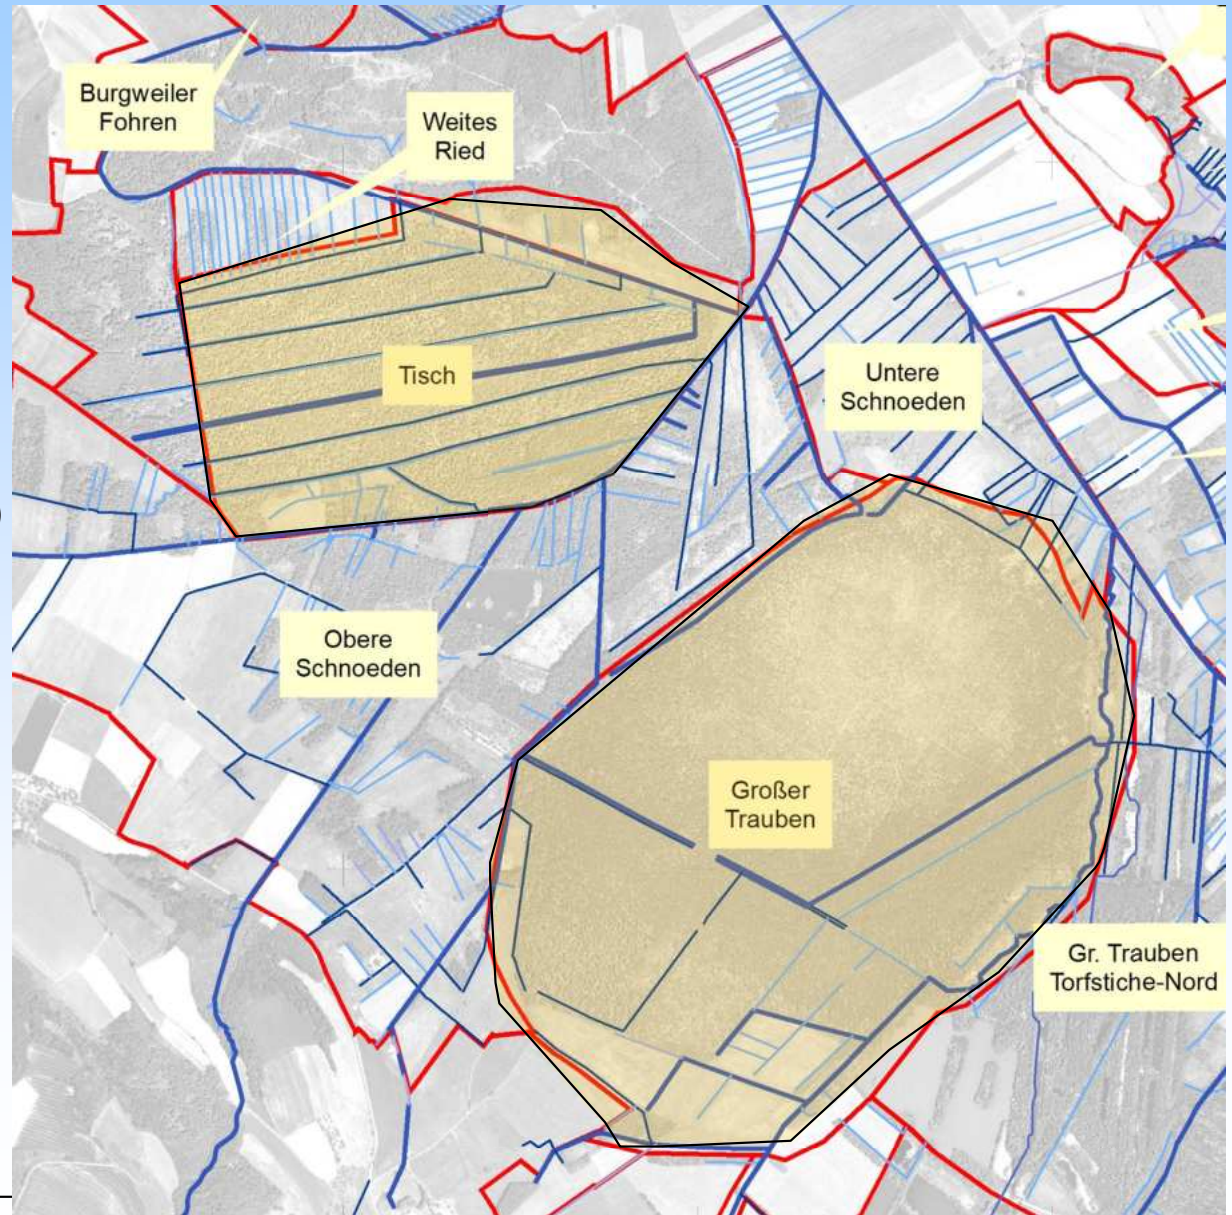 Burgweiler
Fohren
Weites
Ried
Tisch
Untere
Schnoeden
Obere
Schnoeden
Großer
Trauben
Gr. Trauben
Torfstiche-Nord